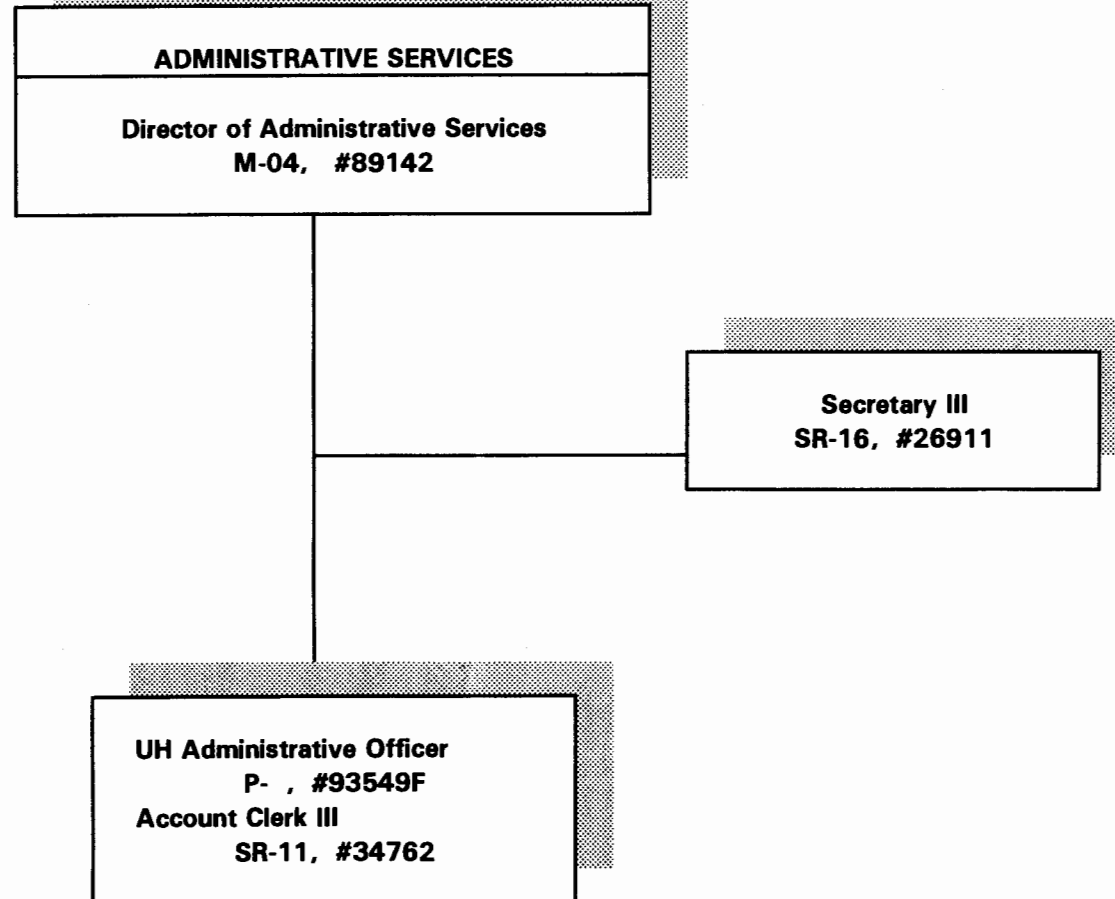 ADMINISTRATIVE SERVICES
Director of Administrative Services
M-04, #89142
Secretary III
SR-16, #26911
UH Administrative Officer
P- , #93549F
Account Clerk III
SR-11, #34762